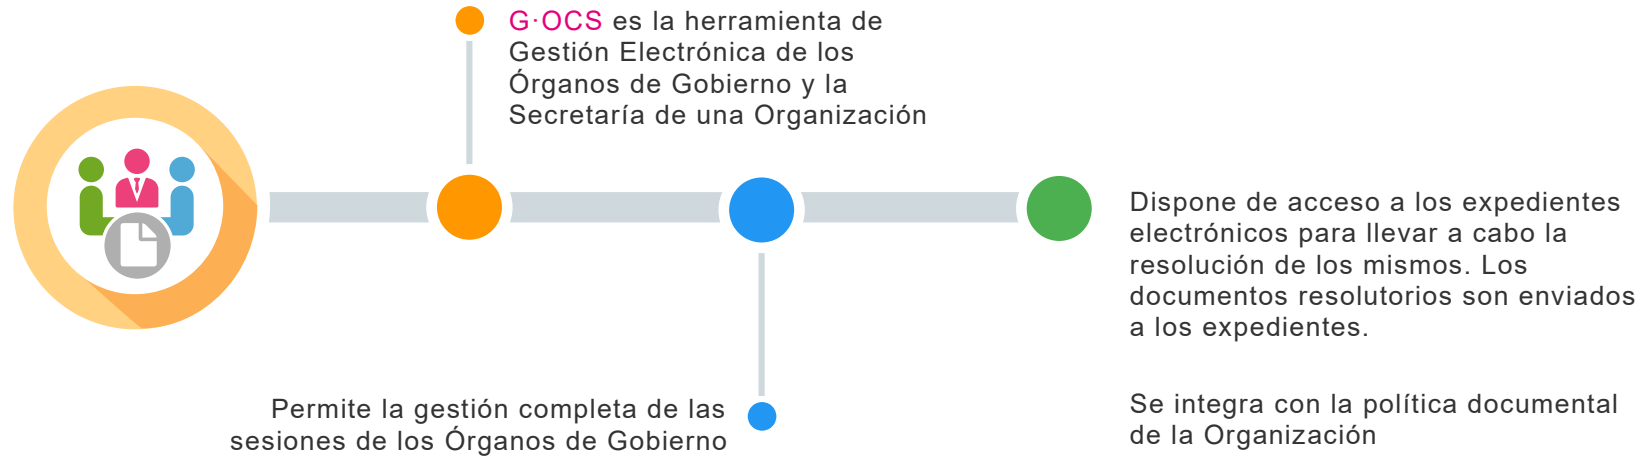 G·OCS es la herramienta de
Gestión Electrónica de los
Órganos de Gobierno y la
Secretaría de una Organización
Permite la gestión completa de las
sesiones de los Órganos de Gobierno
Dispone de acceso a los expedientes
electrónicos para llevar a cabo la
resolución de los mismos. Los
documentos resolutorios son enviados
a los expedientes.
Se integra con la política documental
de la Organización